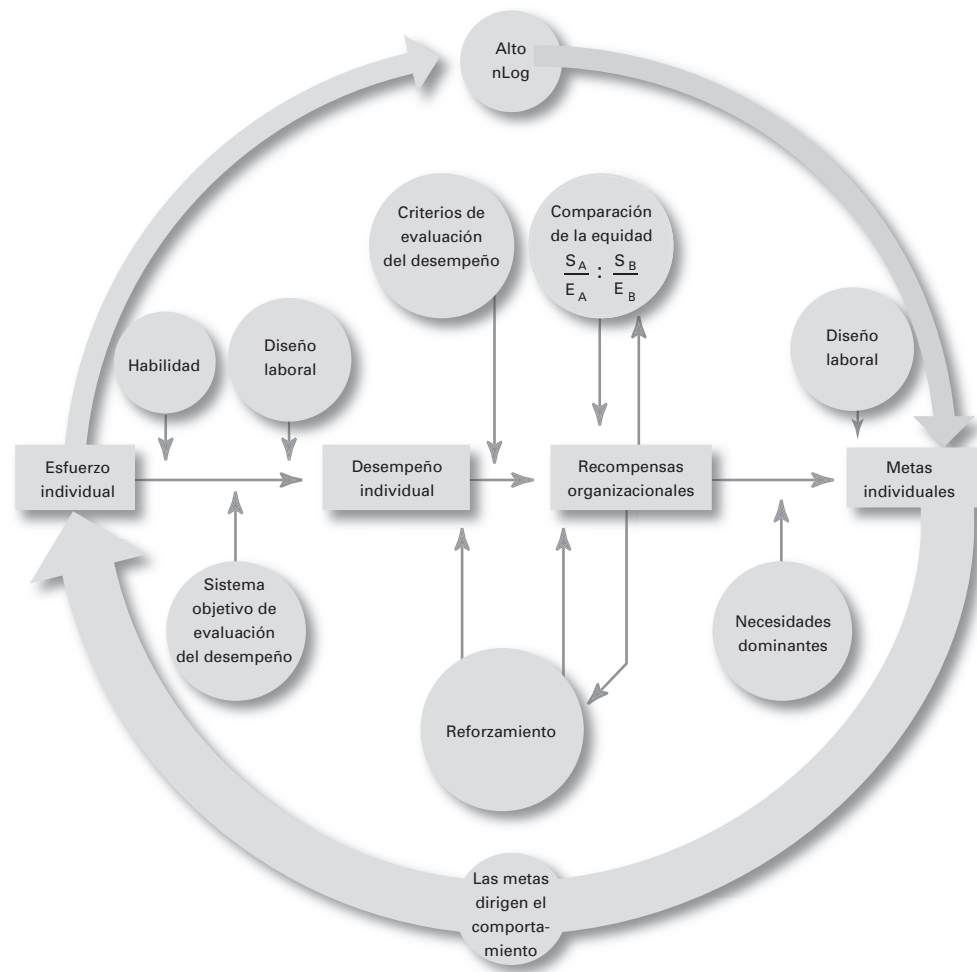 Alto
nLog
Criterios de
evaluación
del desempeño
Comparación
de la equidad
S A : S B
E A E B
Habilidad
Diseño
laboral
Diseño
laboral
Esfuerzo
individual
Desempeño
individual
Recompensas
organizacionales
Metas
individuales
Sistema
objetivo de
evaluación
del desempeño
Necesidades
dominantes
Reforzamiento
Las metas
dirigen el
comporta-
miento